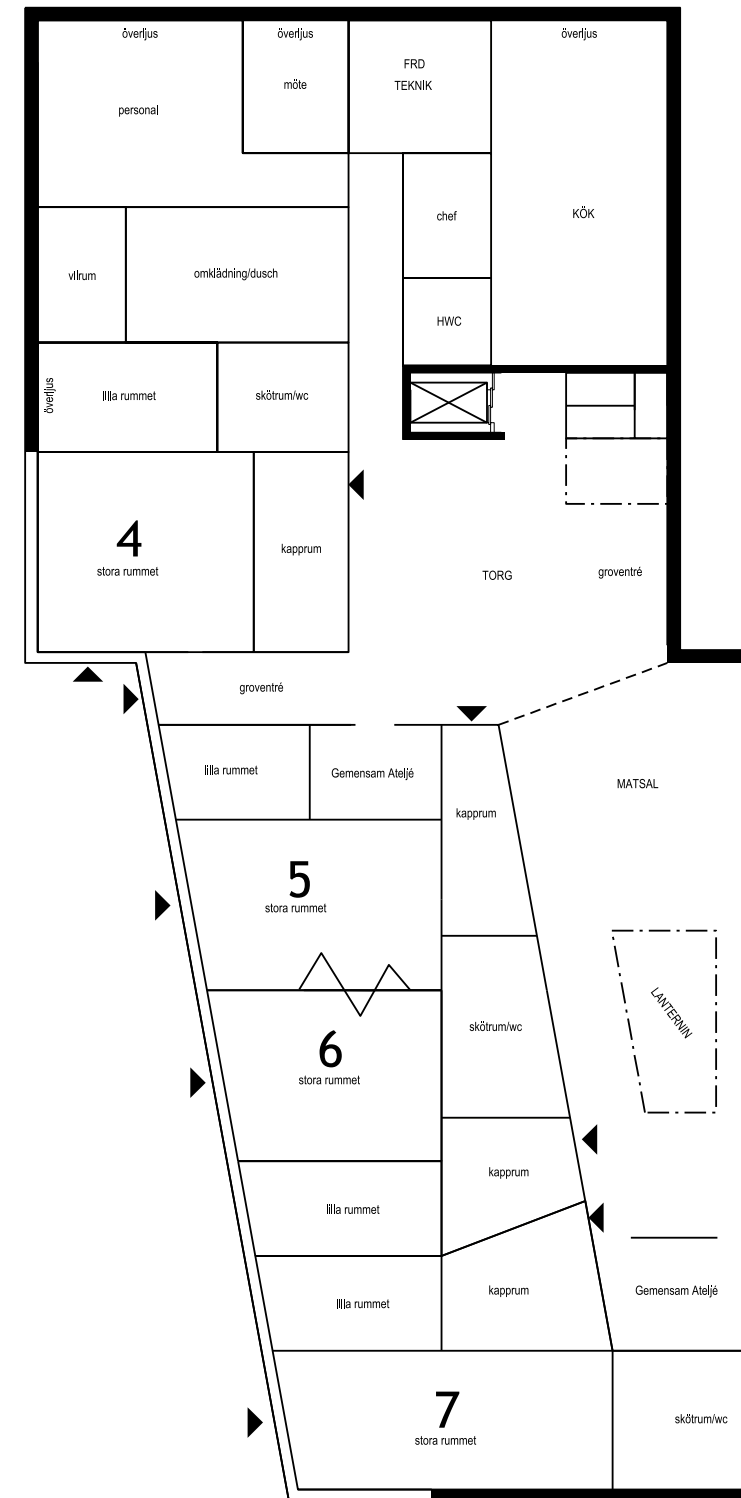 överljus
överljus
överljus
FRD
TEKNIK
möte
personal
chef
KÖK
vilrum
omklädning/dusch
HWC
överljus
lilla rummet
skötrum/wc
4
stora rummet
kapprum
TORG
groventré
groventré
lilla rummet
Gemensam Ateljé
MATSAL
kapprum
5
stora rummet
LANTERNIN
skötrum/wc
6
stora rummet
kapprum
lilla rummet
lilla rummet
kapprum
Gemensam Ateljé
7
stora rummet
skötrum/wc